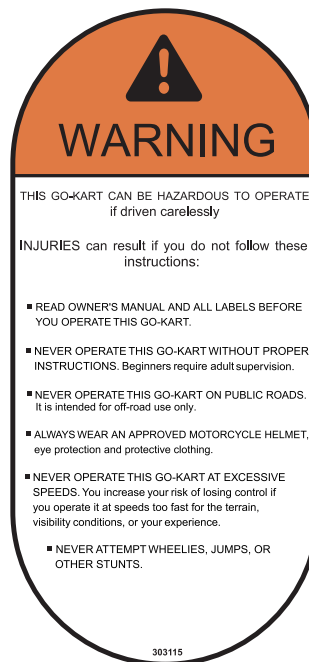 WARNING
THIS GO-KART CAN BE HAZARDOUS TO OPERATE
if driven carelessly
INJURIES can result if you do not follow these
instructions:
▪ READ OWNER'S MANUAL AND ALL LABELS BEFORE
YOU OPERATE THIS GO-KART.
▪ NEVER OPERATE THIS GO-KART WITHOUT PROPER
INSTRUCTIONS. Beginners require adult supervision.
▪ NEVER OPERATE THIS GO-KART ON PUBLIC ROADS.
It is intended for off-road use only.
▪ ALWAYS WEAR AN APPROVED MOTORCYCLE HELMET,
eye protection and protective clothing.
▪ NEVER OPERATE THIS GO-KART AT EXCESSIVE
SPEEDS. You increase your risk of losing control if
you operate it at speeds too fast for the terrain,
visibility conditions, or your experience.
▪ NEVER ATTEMPT WHEELIES, JUMPS, OR
OTHER STUNTS.
303115